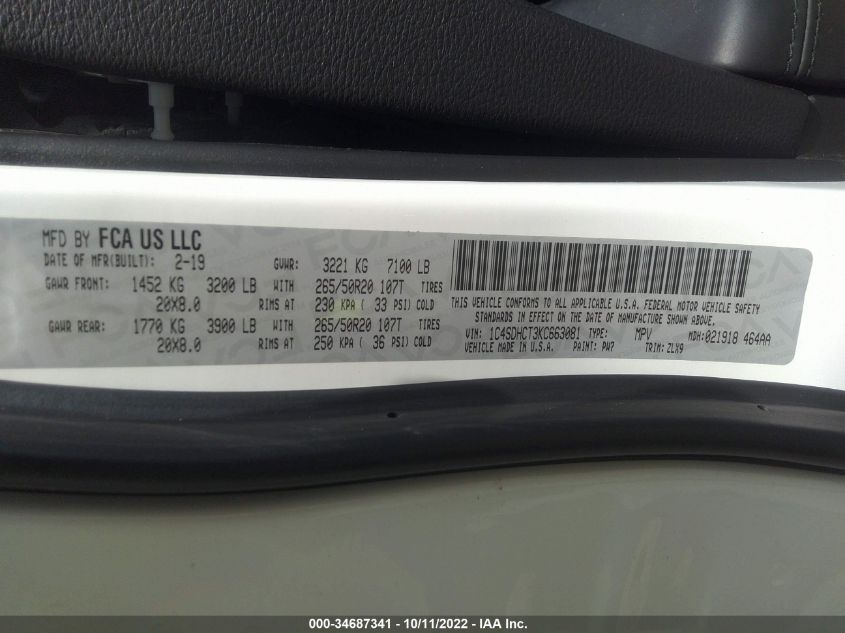 MFD BY FCA US LLC
DATE OF MFR(BUILT): 2-19 GVWR: 3221 KG 7100 LB
GAWR FRONT: 1452 KG 3200 LB WITH 265/50R20 107T TIRES
20X8.0 RIMS AT 230 KPA ( 33 PSI) COLD
GAWR REAR: 1770 KG 3900 LB WITH 265/50R20 107T TIRES
20X8.0 RIMS AT 250 KPA ( 36 PSI) COLD
THIS VEHICLE CONFORMS TO ALL APPLICABLE U.S.A. FEDERAL MOTOR VEHICLE SAFETY
STANDARDS IN EFFECT ON THE DATE OF MANUFACTURE SHOWN ABOVE.
VIN: 1C4SDHCT3KC663081 TYPE: MPV MDH:021918 464AA
VEHICLE MADE IN U.S.A. PAINT: PW7 TRIM: ZLX9
000-34687341 - 10/11/2022 - IAA Inc.